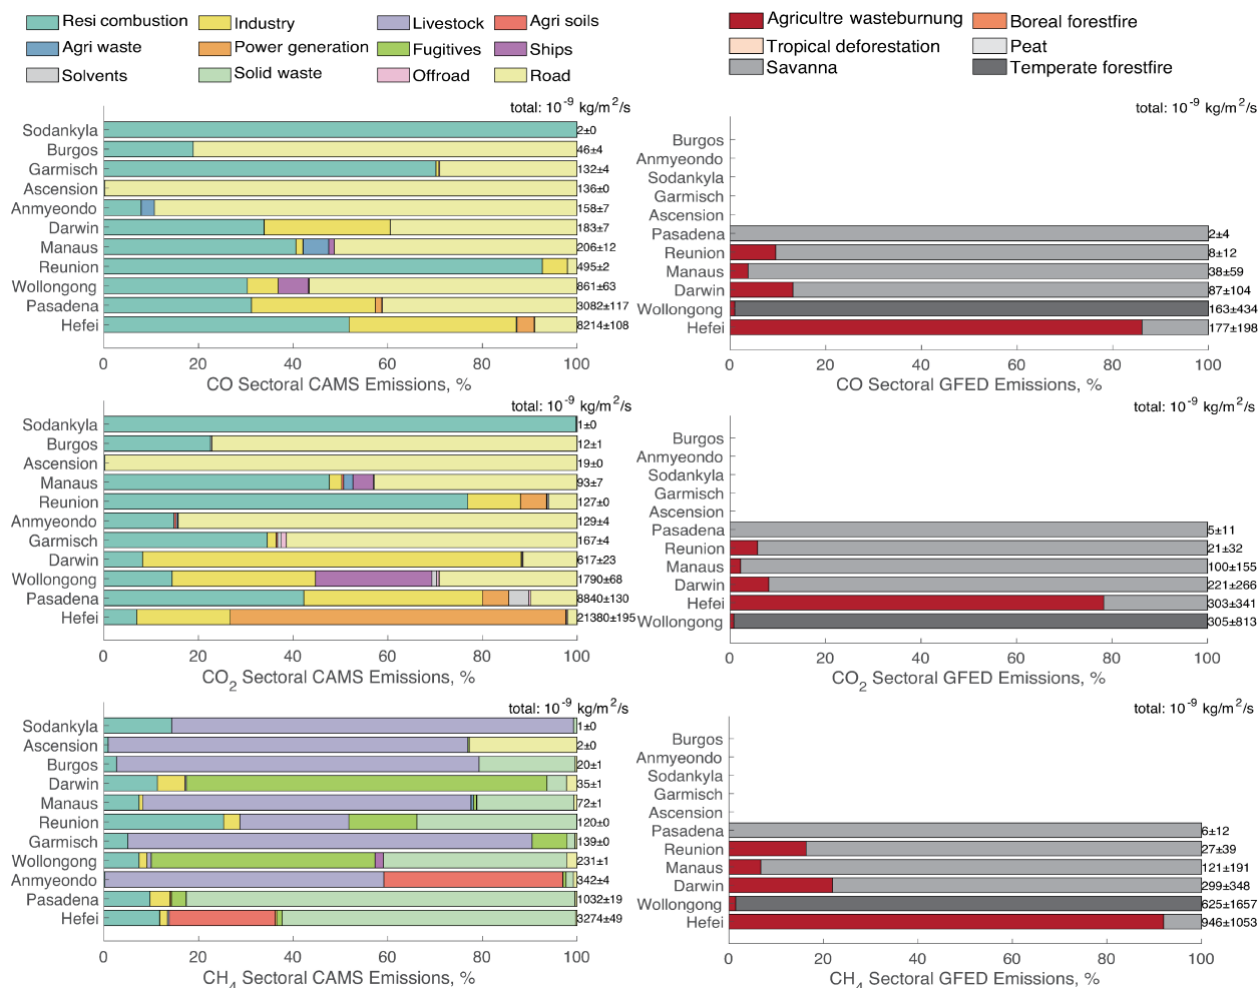 Resi combustion Industry Livestock Agri soils
Agri waste Power generation Fugitives Ships
Solvents Solid waste Offroad Road
Agricultre wasteburnung Boreal forestfire
Tropical deforestation Peat
Savanna Temperate forestfire
total: 10⁻⁹ kg/m²/s
Sodankyla 2±0
Burgos 46±4
Garmisch 132±4
Ascension 136±0
Anmyeondo 158±7
Darwin 183±7
Manaus 206±12
Reunion 495±2
Wollongong 861±63
Pasadena 3082±117
Hefei 8214±108
0 20 40 60 80 100
CO Sectoral CAMS Emissions, %
total: 10⁻⁹ kg/m²/s
Burgos
Anmyeondo
Sodankyla
Garmisch
Ascension
Pasadena 2±4
Reunion 8±12
Manaus 38±59
Darwin 87±104
Wollongong 163±434
Hefei 177±198
0 20 40 60 80 100
CO Sectoral GFED Emissions, %
total: 10⁻⁹ kg/m²/s
Sodankyla 1±0
Burgos 12±1
Ascension 19±0
Manaus 93±7
Reunion 127±0
Anmyeondo 129±4
Garmisch 167±4
Darwin 617±23
Wollongong 1790±68
Pasadena 8840±130
Hefei 21380±195
0 20 40 60 80 100
CO₂ Sectoral CAMS Emissions, %
total: 10⁻⁹ kg/m²/s
Burgos
Anmyeondo
Sodankyla
Garmisch
Ascension
Pasadena 5±11
Reunion 21±32
Manaus 100±155
Darwin 221±266
Hefei 303±341
Wollongong 305±813
0 20 40 60 80 100
CO₂ Sectoral GFED Emissions, %
total: 10⁻⁹ kg/m²/s
Sodankyla 1±0
Ascension 2±0
Burgos 20±1
Darwin 35±1
Manaus 72±1
Reunion 120±0
Garmisch 139±0
Wollongong 231±1
Anmyeondo 342±4
Pasadena 1032±19
Hefei 3274±49
0 20 40 60 80 100
CH₄ Sectoral CAMS Emissions, %
total: 10⁻⁹ kg/m²/s
Burgos
Anmyeondo
Sodankyla
Garmisch
Ascension
Pasadena 6±12
Reunion 27±39
Manaus 121±191
Darwin 299±348
Wollongong 625±1657
Hefei 946±1053
0 20 40 60 80 100
CH₄ Sectoral GFED Emissions, %